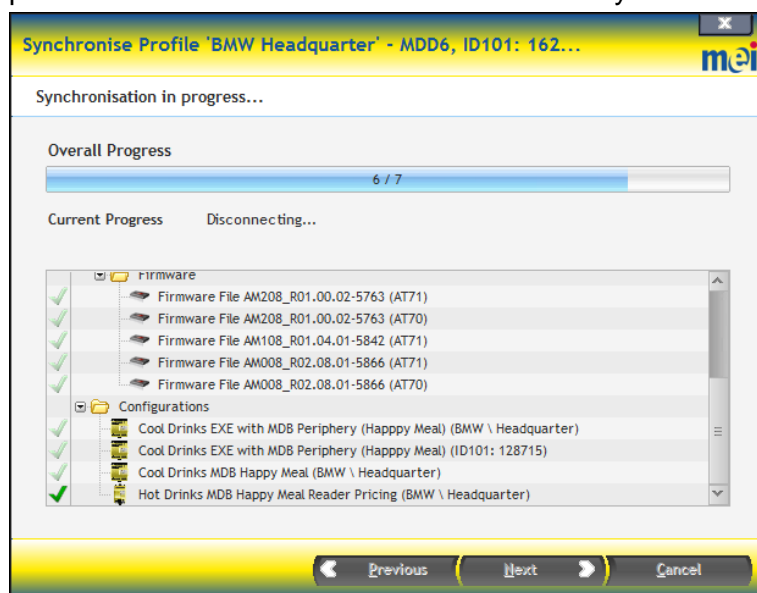 Synchronise Profile 'BMW Headquarter' - MDD6, ID101: 162...
mei
Synchronisation in progress...
Overall Progress
6 / 7
Current Progress Disconnecting...
Firmware
Firmware File AM208_R01.00.02-5763 (AT71)
Firmware File AM208_R01.00.02-5763 (AT70)
Firmware File AM108_R01.04.01-5842 (AT71)
Firmware File AM008_R02.08.01-5866 (AT71)
Firmware File AM008_R02.08.01-5866 (AT70)
Configurations
Cool Drinks EXE with MDB Periphery (Happpy Meal) (BMW \ Headquarter)
Cool Drinks EXE with MDB Periphery (Happpy Meal) (ID101: 128715)
Cool Drinks MDB Happy Meal (BMW \ Headquarter)
Hot Drinks MDB Happy Meal Reader Pricing (BMW \ Headquarter)
Previous Next Cancel